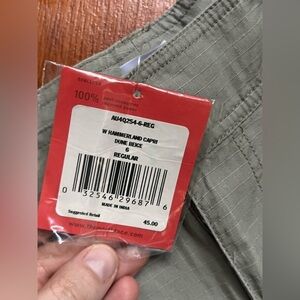 100%
AU4Q254-6-REG
W HAMMERLAND CAPRI
DUNE BEIGE
6
REGULAR
0 32546 29687 6
MADE IN INDIA
Suggested Retail
45.00